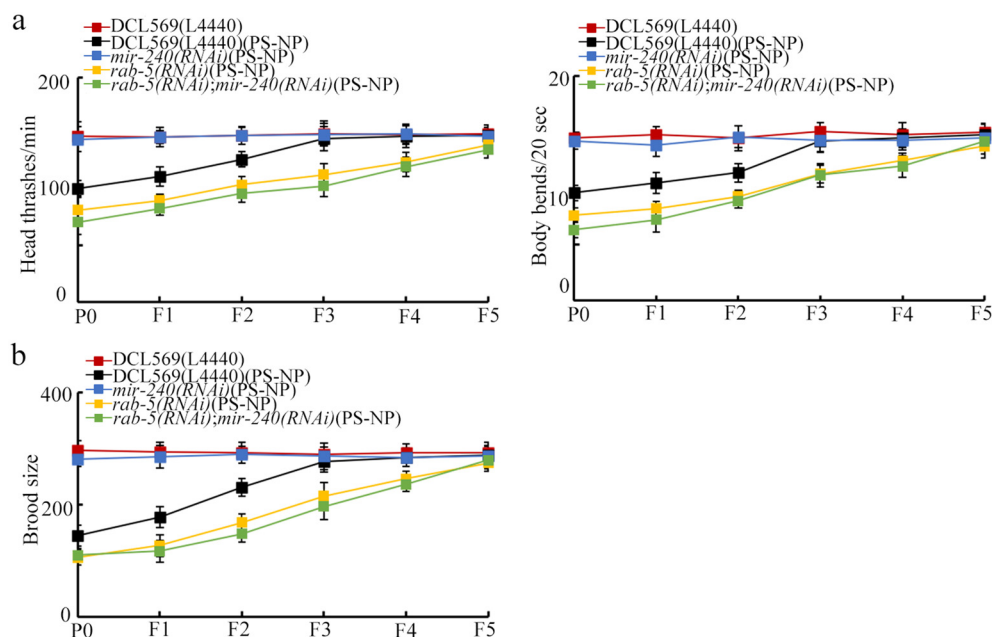 a
DCL569(L4440)
DCL569(L4440)(PS-NP)
mir-240(RNAi)(PS-NP)
rab-5(RNAi)(PS-NP)
rab-5(RNAi);mir-240(RNAi)(PS-NP)
200
100
0
Head thrashes/min
P0 F1 F2 F3 F4 F5
DCL569(L4440)
DCL569(L4440)(PS-NP)
mir-240(RNAi)(PS-NP)
rab-5(RNAi)(PS-NP)
rab-5(RNAi);mir-240(RNAi)(PS-NP)
20
10
0
Body bends/20 sec
P0 F1 F2 F3 F4 F5
b
DCL569(L4440)
DCL569(L4440)(PS-NP)
mir-240(RNAi)(PS-NP)
rab-5(RNAi)(PS-NP)
rab-5(RNAi);mir-240(RNAi)(PS-NP)
400
200
0
Brood size
P0 F1 F2 F3 F4 F5